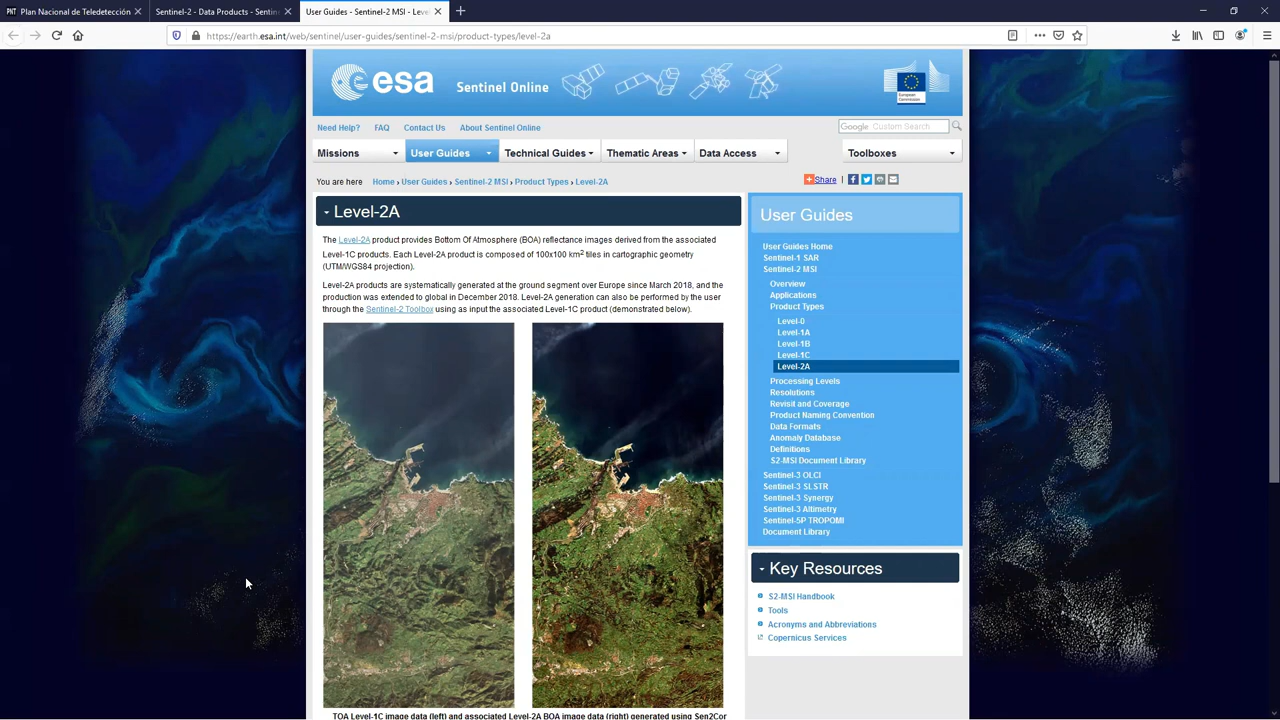 PNT Plan Nacional de Teledetección
Sentinel-2 - Data Products - Sentin
User Guides - Sentinel-2 MSI - Leve
https://earth.esa.int/web/sentinel/user-guides/sentinel-2-msi/product-types/level-2a
esa Sentinel Online
European Commission
Need Help? FAQ Contact Us About Sentinel Online
Google Custom Search
Missions User Guides Technical Guides Thematic Areas Data Access Toolboxes
You are here Home › User Guides › Sentinel-2 MSI › Product Types › Level-2A
Share |
Level-2A
The Level-2A product provides Bottom Of Atmosphere (BOA) reflectance images derived from the associated
Level-1C products. Each Level-2A product is composed of 100x100 km2 tiles in cartographic geometry
(UTM/WGS84 projection).
Level-2A products are systematically generated at the ground segment over Europe since March 2018, and the
production was extended to global in December 2018. Level-2A generation can also be performed by the user
through the Sentinel-2 Toolbox using as input the associated Level-1C product (demonstrated below).
TOA Level-1C image data (left) and associated Level-2A BOA image data (right) generated using Sen2Cor
User Guides
User Guides Home
Sentinel-1 SAR
Sentinel-2 MSI
Overview
Applications
Product Types
Level-0
Level-1A
Level-1B
Level-1C
Level-2A
Processing Levels
Resolutions
Revisit and Coverage
Product Naming Convention
Data Formats
Anomaly Database
Definitions
S2-MSI Document Library
Sentinel-3 OLCI
Sentinel-3 SLSTR
Sentinel-3 Synergy
Sentinel-3 Altimetry
Sentinel-5P TROPOMI
Document Library
Key Resources
S2-MSI Handbook
Tools
Acronyms and Abbreviations
Copernicus Services